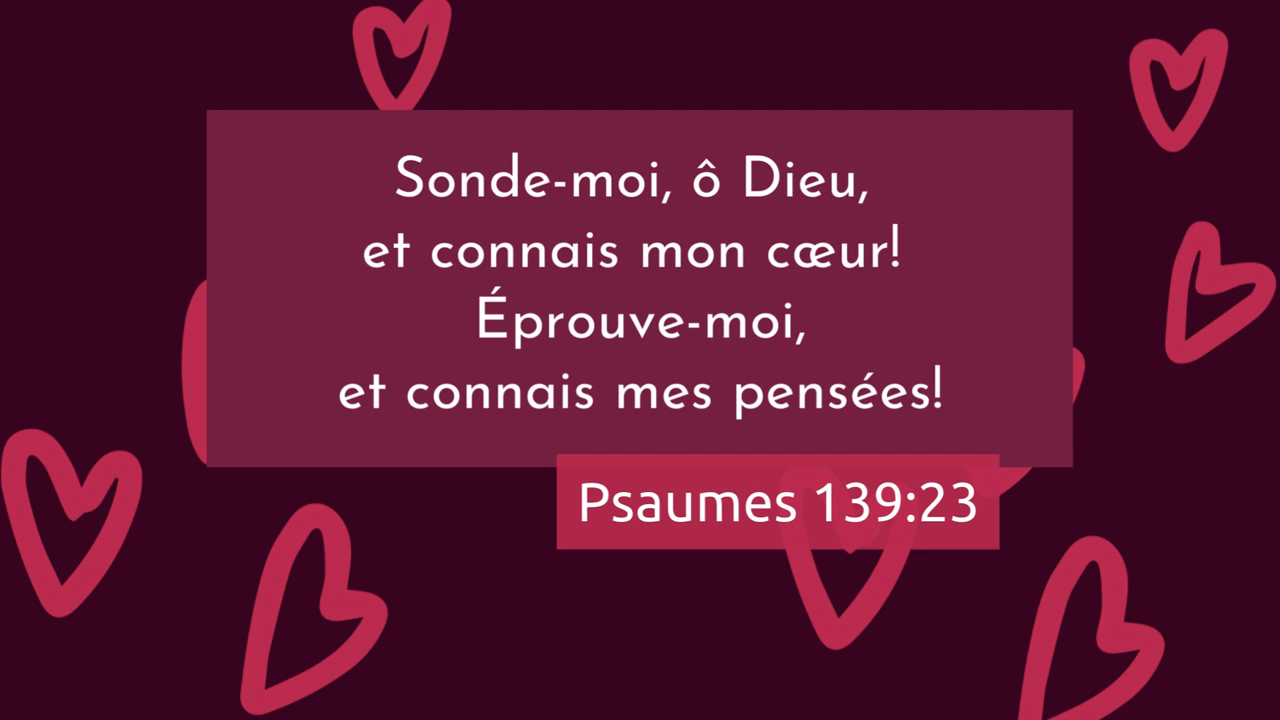 Sonde-moi, ô Dieu,
et connais mon cœur!
Éprouve-moi,
et connais mes pensées!
Psaumes 139:23